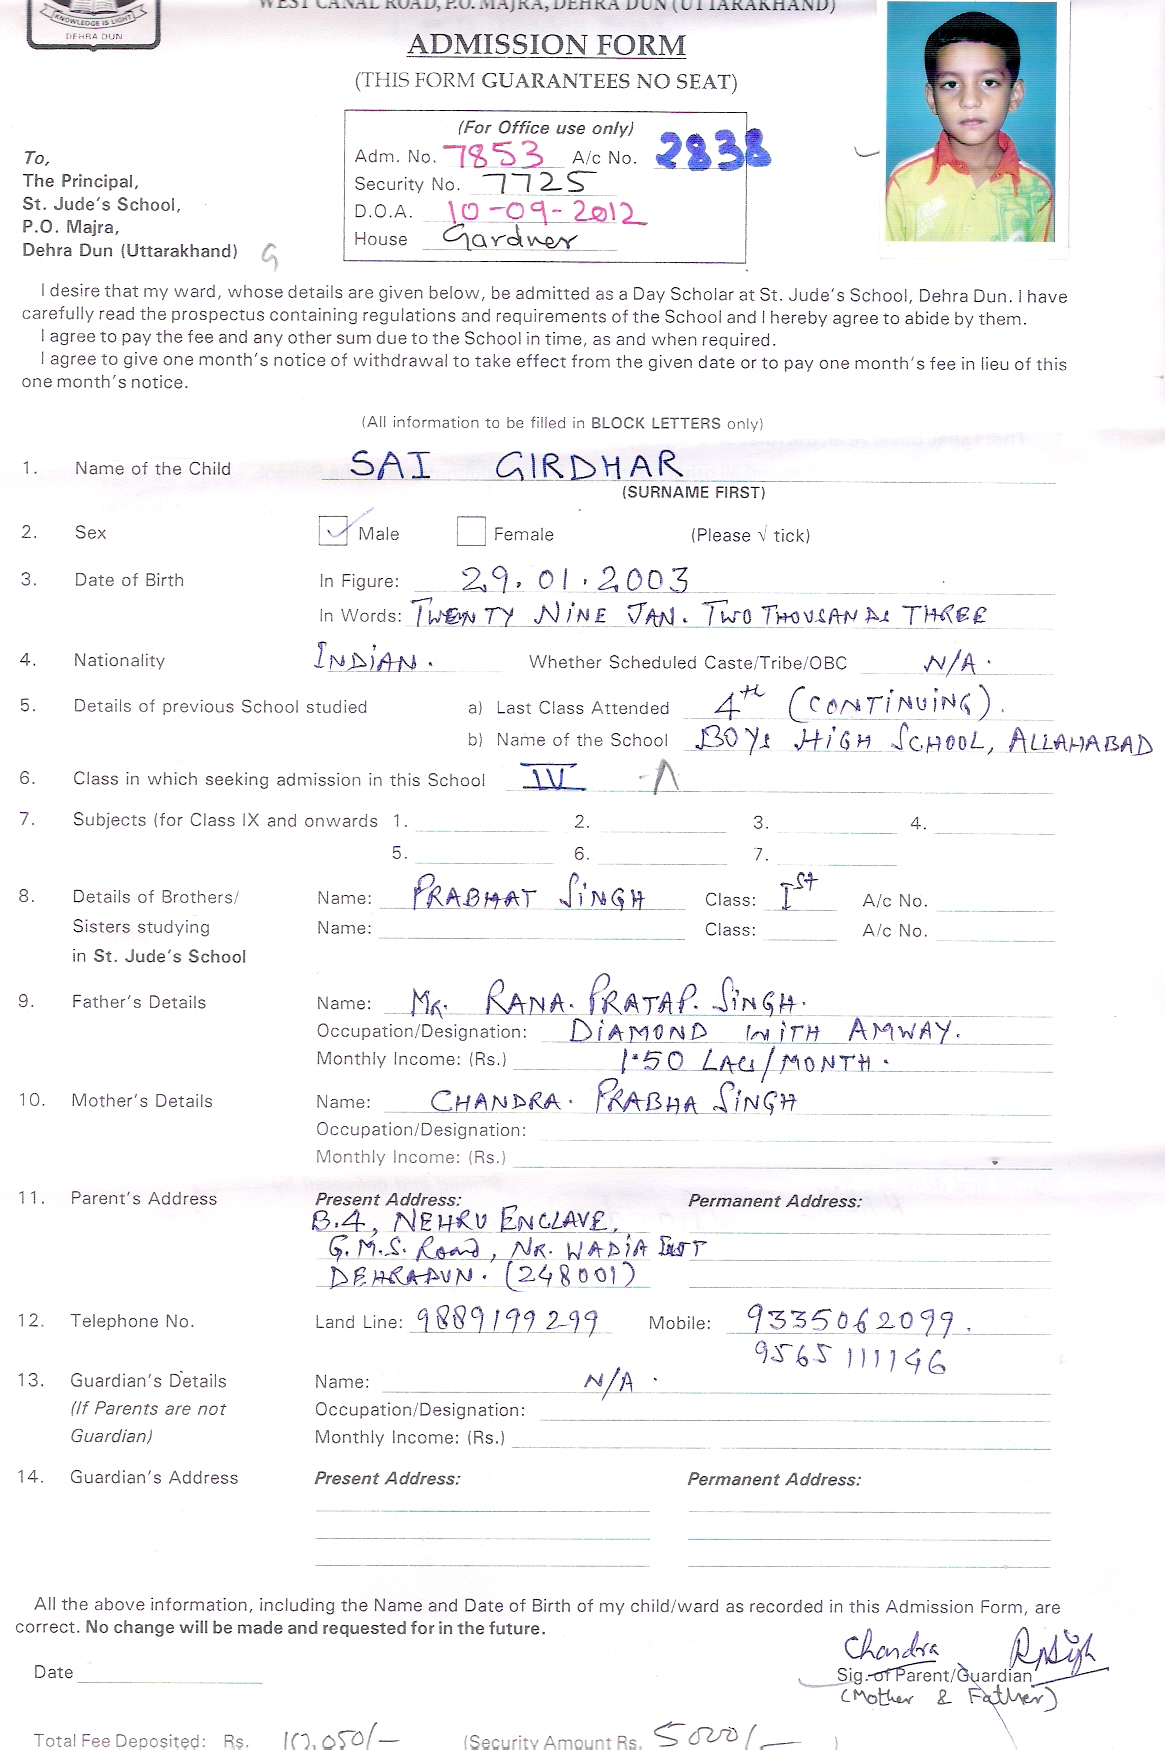 KNOWLEDGE IS LIGHT
DEHRA DUN
WEST CANAL ROAD, P.O. MAJRA, DEHRA DUN (UTTARAKHAND)
ADMISSION FORM
(THIS FORM GUARANTEES NO SEAT)
(For Office use only)
Adm. No. 7853 A/c No. 2838
Security No. 7725
D.O.A. 10-09-2012
House Gardner
To,
The Principal,
St. Jude's School,
P.O. Majra,
Dehra Dun (Uttarakhand) G
I desire that my ward, whose details are given below, be admitted as a Day Scholar at St. Jude's School, Dehra Dun. I have
carefully read the prospectus containing regulations and requirements of the School and I hereby agree to abide by them.
I agree to pay the fee and any other sum due to the School in time, as and when required.
I agree to give one month's notice of withdrawal to take effect from the given date or to pay one month's fee in lieu of this
one month's notice.
(All information to be filled in BLOCK LETTERS only)
1. Name of the Child SAI GIRDHAR
(SURNAME FIRST)
2. Sex Male Female (Please √ tick)
3. Date of Birth In Figure: 29.01.2003
In Words: TWENTY NINE JAN. TWO THOUSANDS THREE
4. Nationality INDIAN. Whether Scheduled Caste/Tribe/OBC N/A.
5. Details of previous School studied a) Last Class Attended 4th (CONTINUING).
b) Name of the School BOYS HIGH SCHOOL, ALLAHABAD
6. Class in which seeking admission in this School IV -A
7. Subjects (for Class IX and onwards 1. 2. 3. 4.
5. 6. 7.
8. Details of Brothers/ Name: PRABHAT SINGH Class: Ist A/c No.
Sisters studying Name: Class: A/c No.
in St. Jude's School
9. Father's Details Name: MR. RANA. PRATAP. SINGH.
Occupation/Designation: DIAMOND WITH AMWAY.
Monthly Income: (Rs.) 1.50 LAC/MONTH.
10. Mother's Details Name: CHANDRA. PRABHA SINGH
Occupation/Designation:
Monthly Income: (Rs.)
11. Parent's Address Present Address: Permanent Address:
B.4, NEHRU ENCLAVE,
G.M.S. Road, NR. WADIA INST
DEHRADUN. (248001)
12. Telephone No. Land Line: 9889199299 Mobile: 9335062099.
9565111146
13. Guardian's Details Name: N/A.
(If Parents are not Occupation/Designation:
Guardian) Monthly Income: (Rs.)
14. Guardian's Address Present Address: Permanent Address:
All the above information, including the Name and Date of Birth of my child/ward as recorded in this Admission Form, are
correct. No change will be made and requested for in the future.
Chandra RPSingh
Date Sig. of Parent/Guardian
(Mother & Father)
Total Fee Deposited: Rs. 10,050/- (Security Amount Rs. 5000/- )